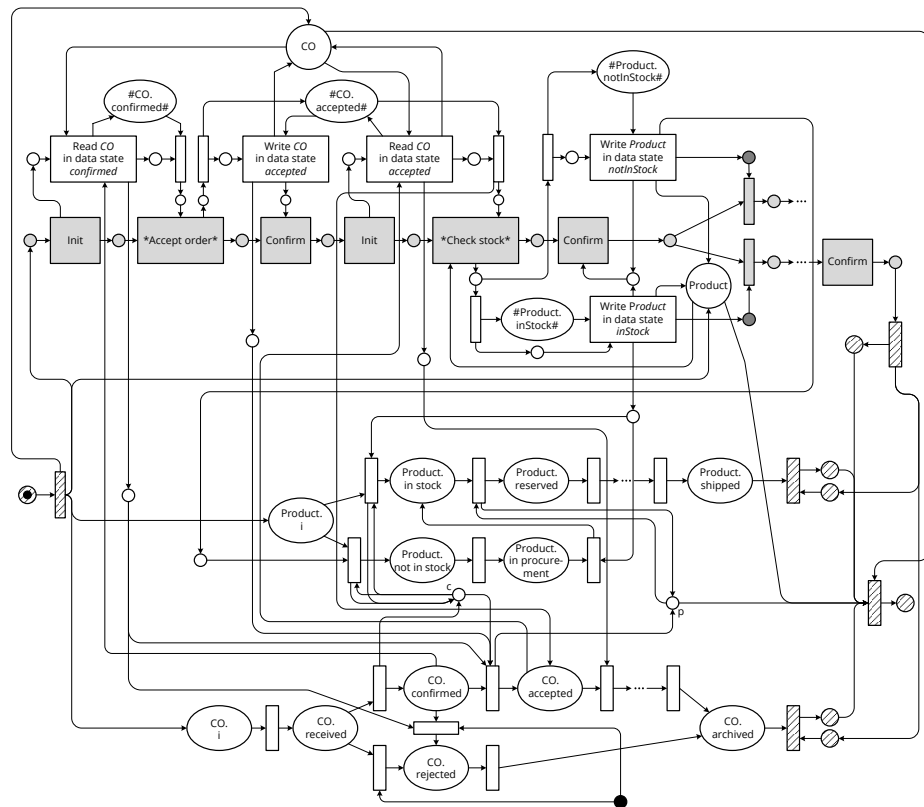 CO
#Product.
notInStock#
#CO.
confirmed#
#CO.
accepted#
Read CO
in data state
confirmed
Write CO
in data state
accepted
Read CO
in data state
accepted
Write Product
in data state
notInStock
...
Init
*Accept order*
Confirm
Init
*Check stock*
Confirm
...
Confirm
Product
#Product.
inStock#
Write Product
in data state
inStock
Product.
in stock
Product.
reserved
...
Product.
shipped
Product.
i
Product.
not in stock
Product.
in procure-
ment
c
p
CO.
confirmed
CO.
accepted
...
CO.
i
CO.
received
CO.
archived
CO.
rejected